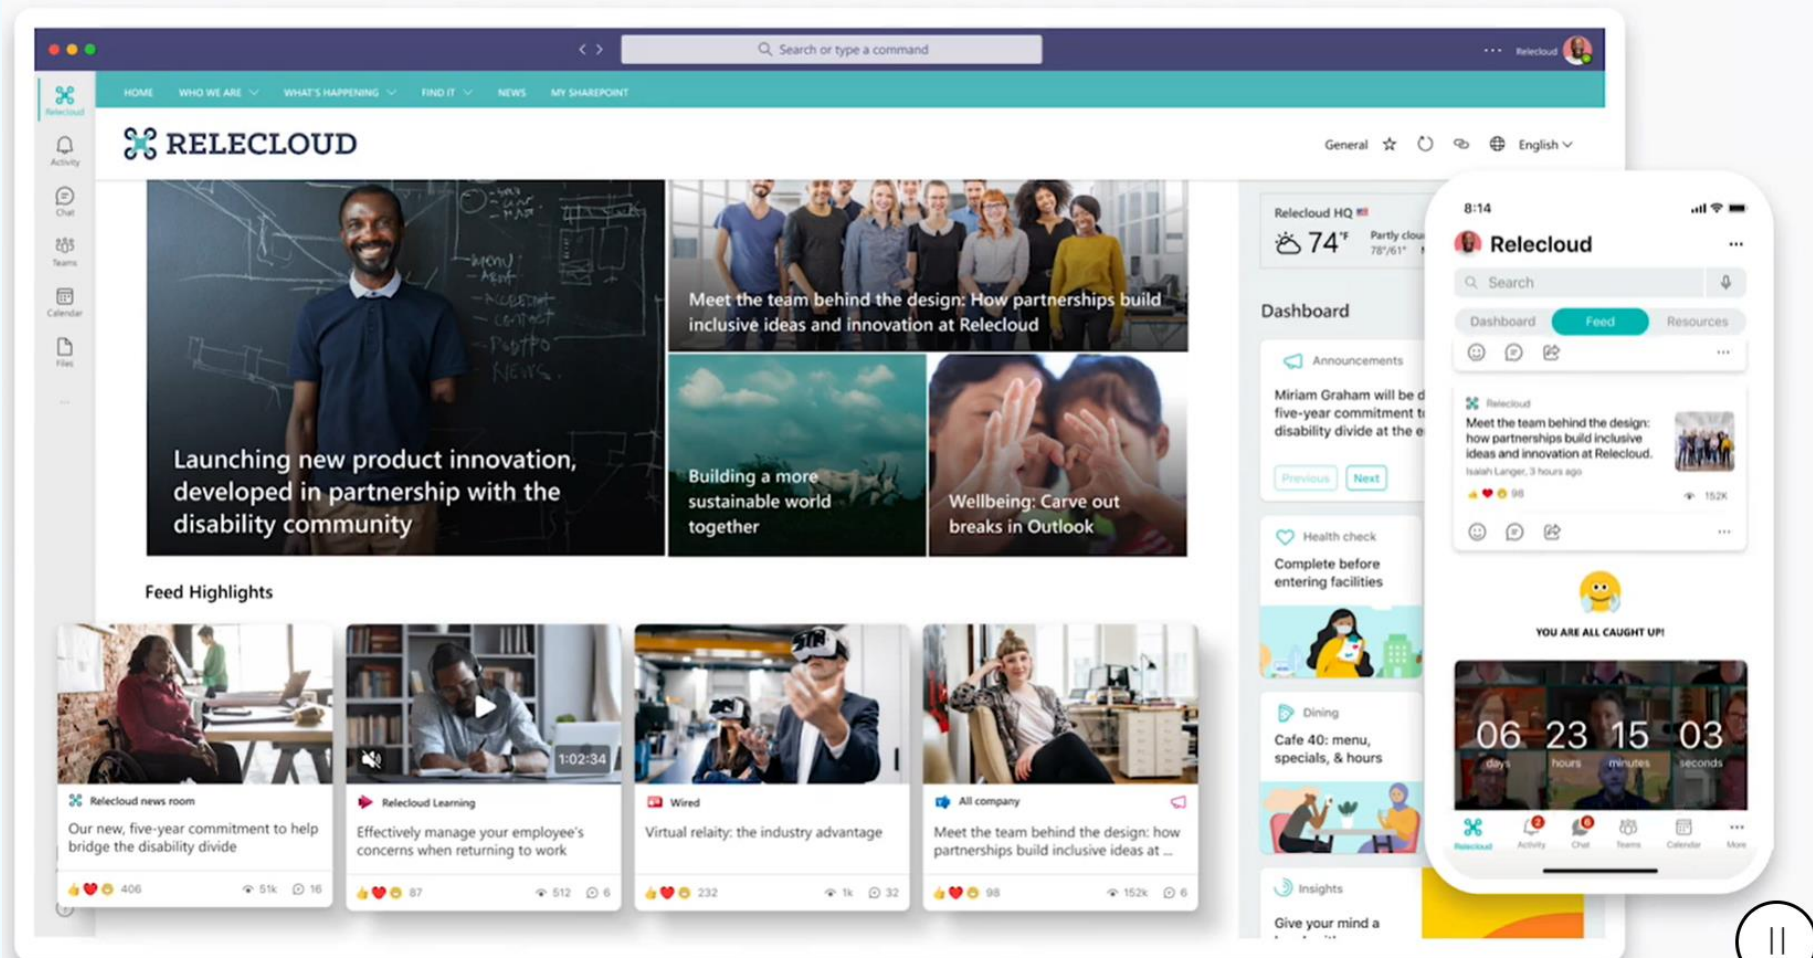 Search or type a command
Relecloud
HOME
WHO WE ARE
WHAT'S HAPPENING
FIND IT
NEWS
MY SHAREPOINT
Relecloud
Activity
Chat
Teams
Calendar
Files
RELECLOUD
General
English
Launching new product innovation,
developed in partnership with the
disability community
Meet the team behind the design: How partnerships build
inclusive ideas and innovation at Relecloud
Building a more
sustainable world
together
Wellbeing: Carve out
breaks in Outlook
Feed Highlights
1:02:34
Relecloud news room
Our new, five-year commitment to help
bridge the disability divide
406
51k
16
Relecloud Learning
Effectively manage your employee's
concerns when returning to work
87
512
6
Wired
Virtual relaity: the industry advantage
232
1k
32
All company
Meet the team behind the design: how
partnerships build inclusive ideas at ...
98
152k
6
Relecloud HQ
74°F
Partly clou
78°/61°
Dashboard
Announcements
Miriam Graham will be d
five-year commitment t
disability divide at the e
Previous
Next
Health check
Complete before
entering facilities
Dining
Cafe 40: menu,
specials, & hours
Insights
Give your mind a
8:14
Relecloud
Search
Dashboard
Feed
Resources
Relecloud
Meet the team behind the design:
how partnerships build inclusive
ideas and innovation at Relecloud.
Isaiah Langer, 3 hours ago
98
152K
YOU ARE ALL CAUGHT UP!
06 23 15 03
days hours minutes seconds
2
6
Relecloud
Activity
Chat
Teams
Calendar
More